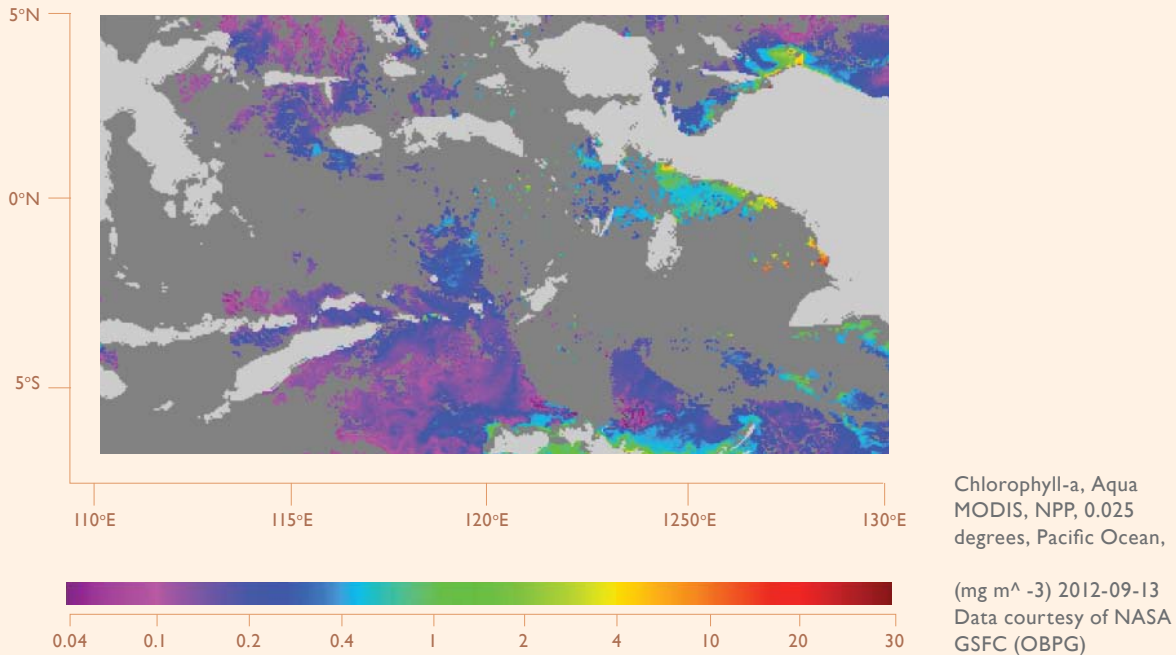 5°N
0°N
5°S
110°E 115°E 120°E 1250°E 130°E
0.04 0.1 0.2 0.4 1 2 4 10 20 30
Chlorophyll-a, Aqua
MODIS, NPP, 0.025
degrees, Pacific Ocean,
(mg m^ -3) 2012-09-13
Data courtesy of NASA
GSFC (OBPG)